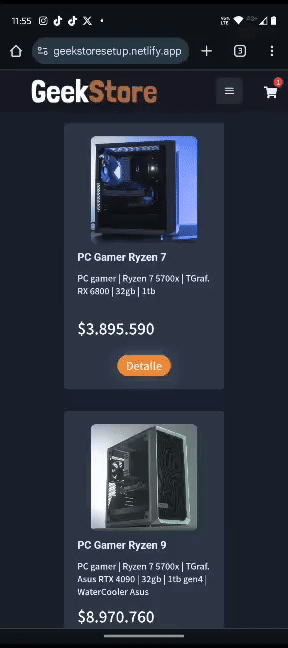 11:55
VoLTE 4G+
geekstoresetup.netlify.app
3
GeekStore
1
PC Gamer Ryzen 7
PC gamer | Ryzen 7 5700x | TGraf.
RX 6800 | 32gb | 1tb
$3.895.590
Detalle
PC Gamer Ryzen 9
PC gamer | Ryzen 7 5700x | TGraf.
Asus RTX 4090 | 32gb | 1tb gen4 |
WaterCooler Asus
$8.970.760